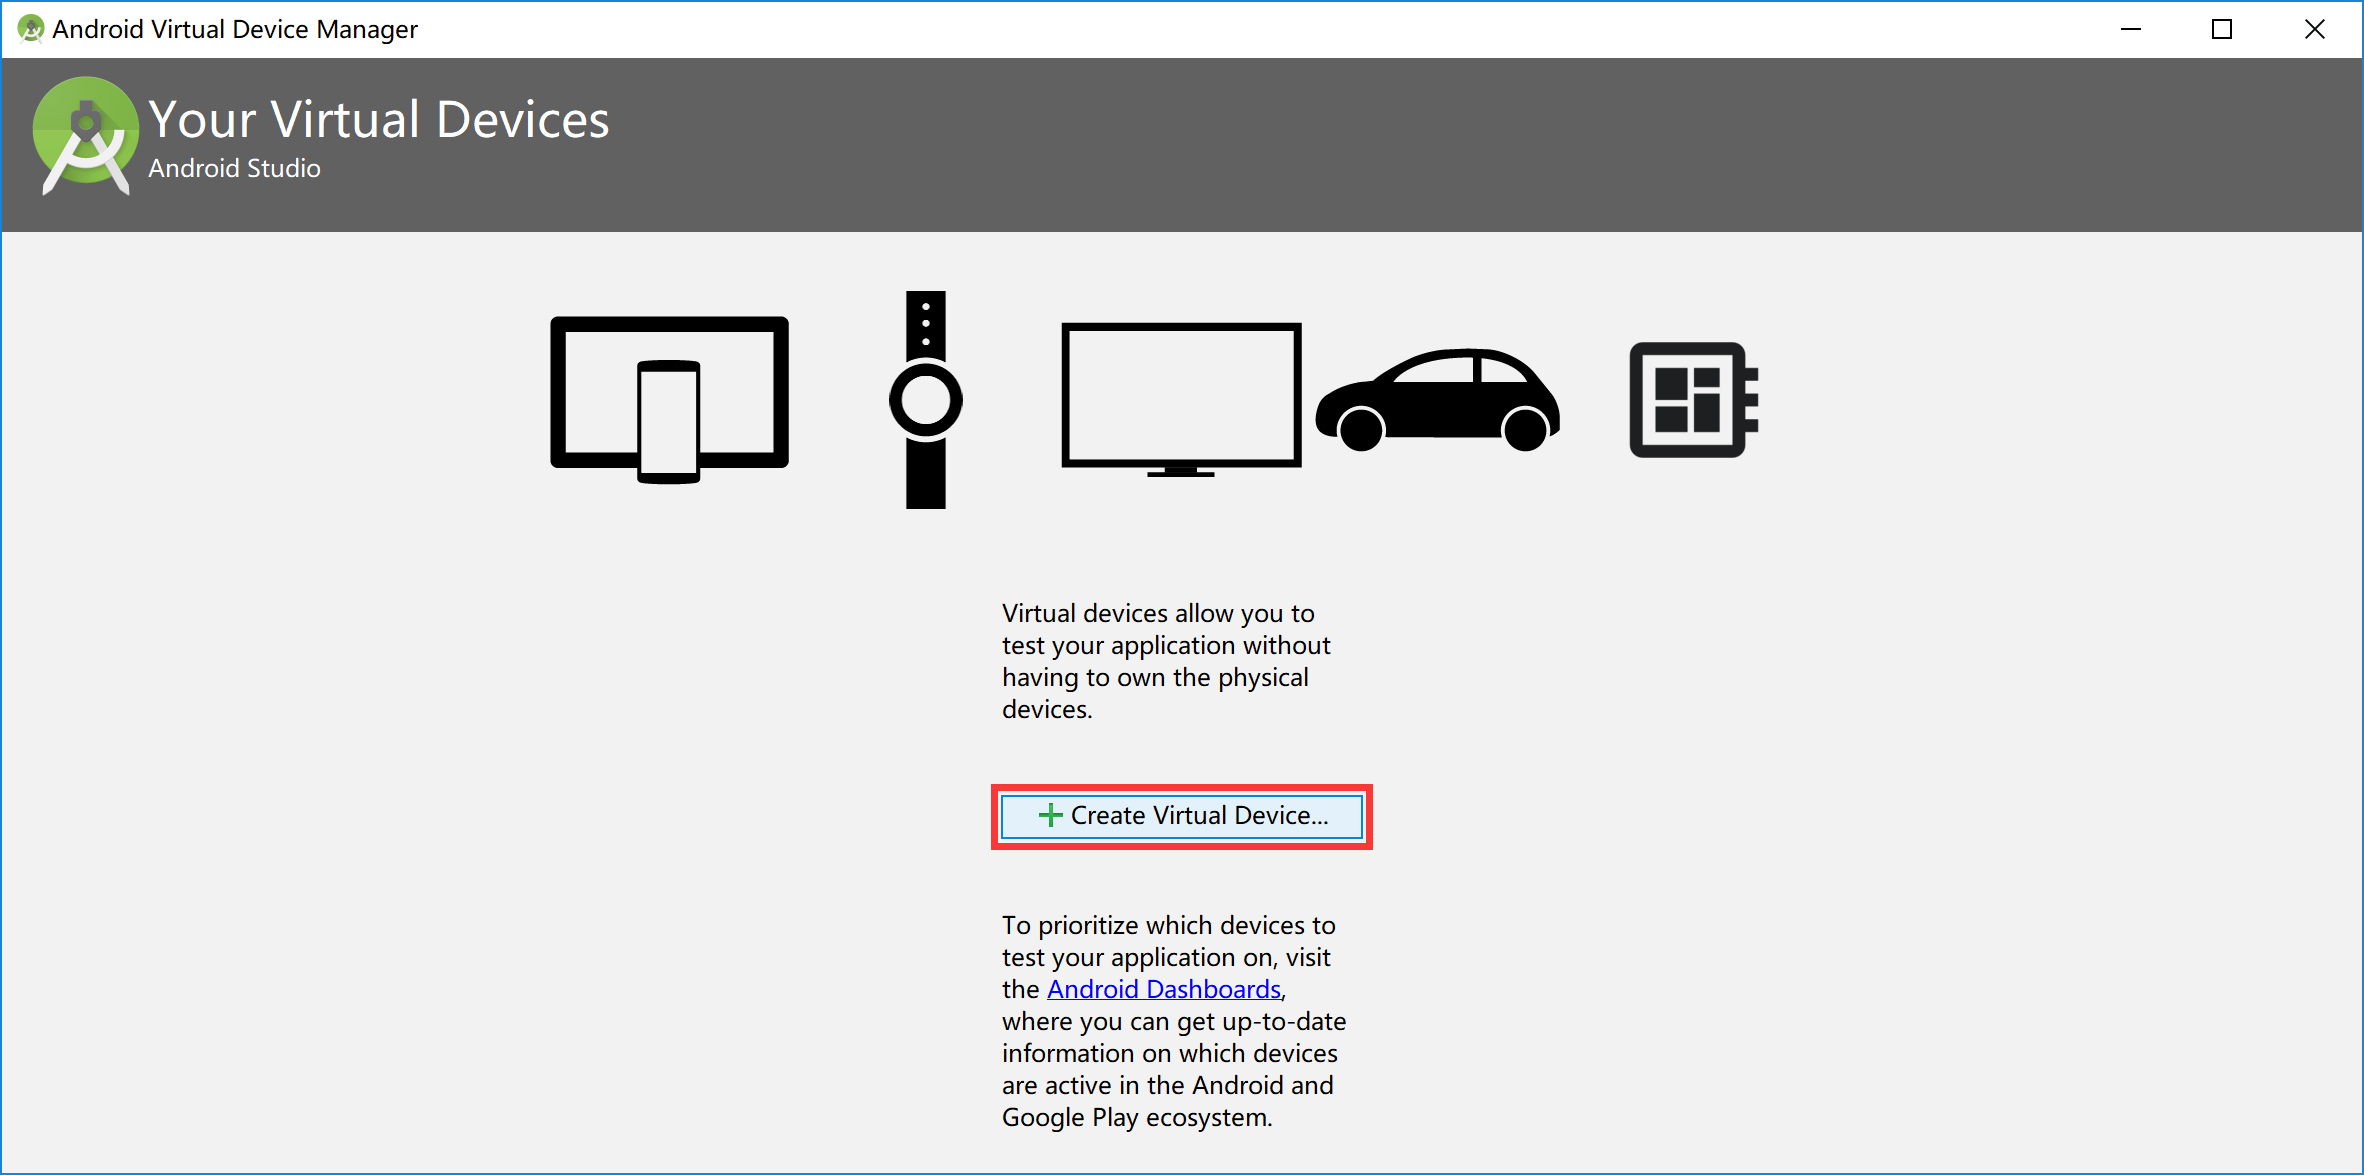 Android Virtual Device Manager
Your Virtual Devices
Android Studio
Virtual devices allow you to
test your application without
having to own the physical
devices.
Create Virtual Device...
To prioritize which devices to
test your application on, visit
the Android Dashboards,
where you can get up-to-date
information on which devices
are active in the Android and
Google Play ecosystem.